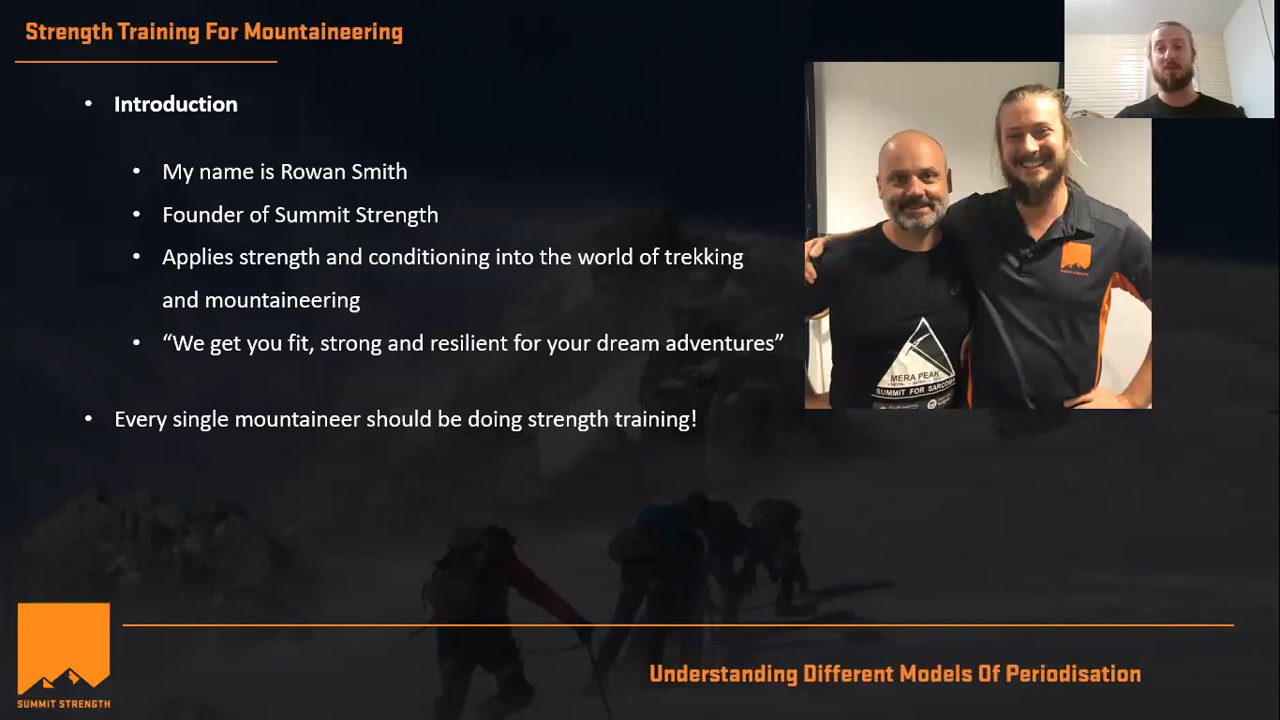 Strength Training For Mountaineering
• Introduction
• My name is Rowan Smith
• Founder of Summit Strength
• Applies strength and conditioning into the world of trekking
and mountaineering
• “We get you fit, strong and resilient for your dream adventures”
• Every single mountaineer should be doing strength training!
MERA PEAK
SUMMIT FOR SARCOMA
SUMMIT STRENGTH
Understanding Different Models Of Periodisation